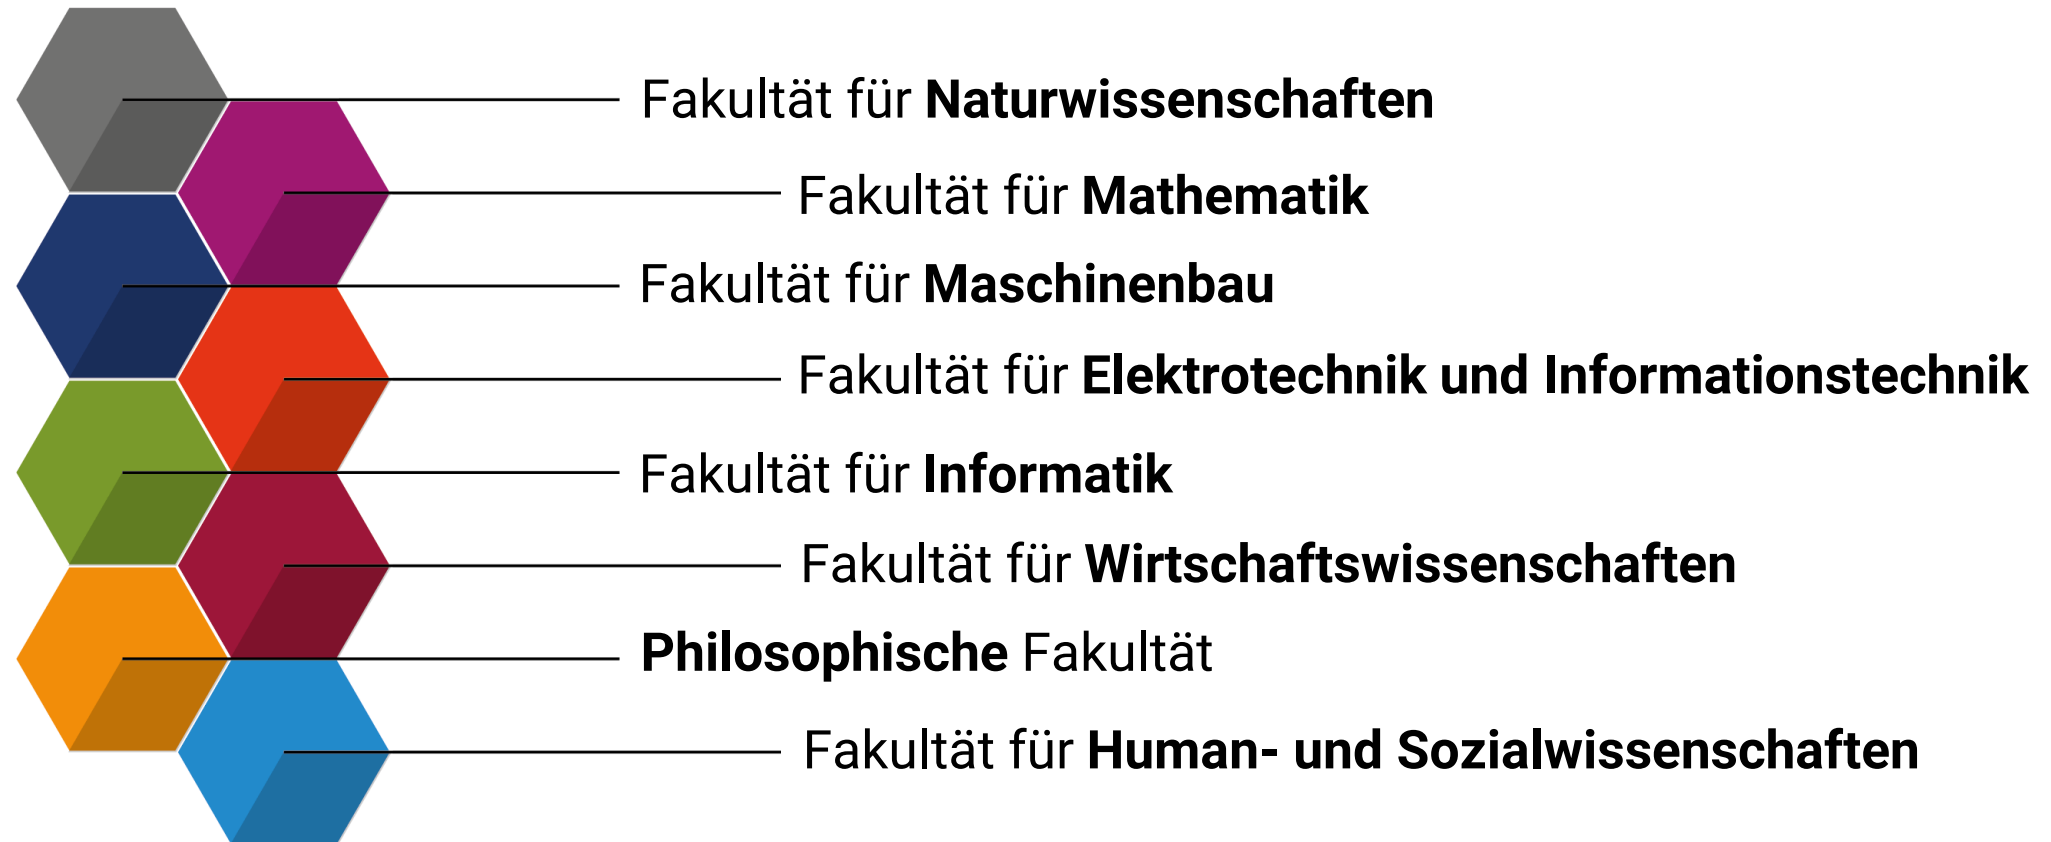 Fakultät für Naturwissenschaften
Fakultät für Mathematik
Fakultät für Maschinenbau
Fakultät für Elektrotechnik und Informationstechnik
Fakultät für Informatik
Fakultät für Wirtschaftswissenschaften
Philosophische Fakultät
Fakultät für Human- und Sozialwissenschaften